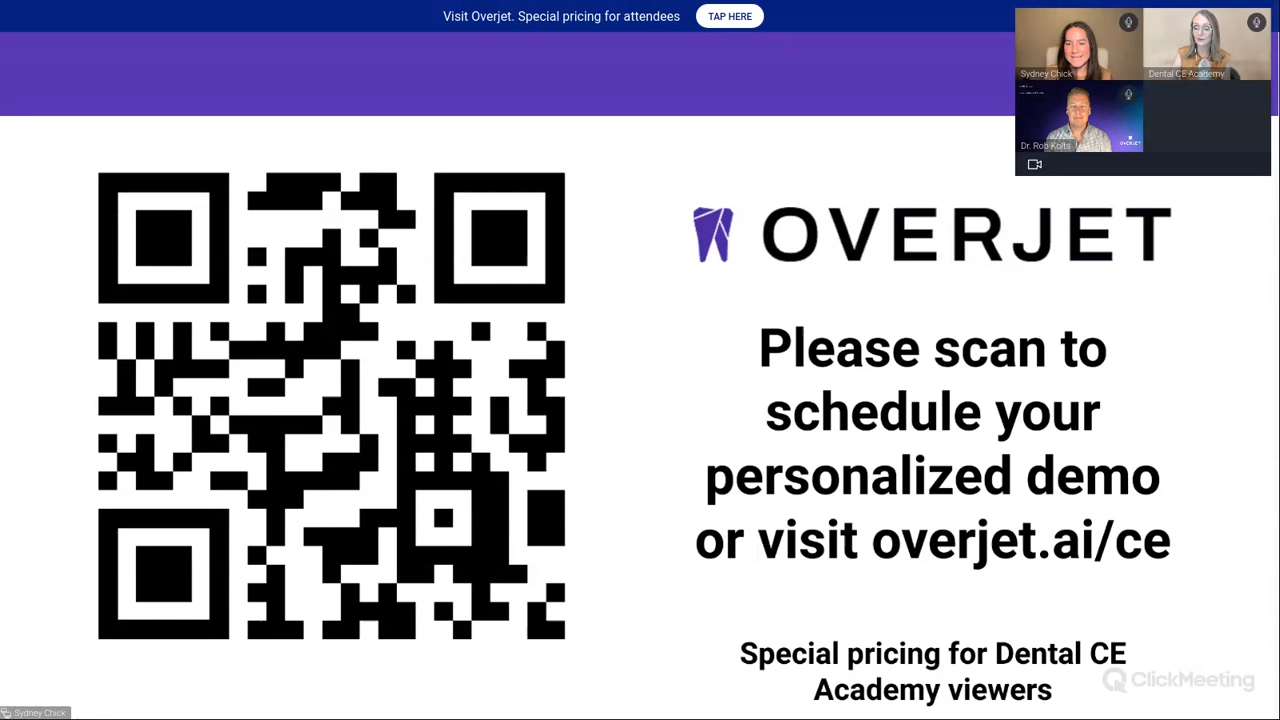 Visit Overjet. Special pricing for attendees TAP HERE
Sydney Chick
Dental CE Academy
Dr. Rob Kolts
OVERJET
OVERJET
Please scan to
schedule your
personalized demo
or visit overjet.ai/ce
Special pricing for Dental CE
Academy viewers
ClickMeeting
Sydney Chick